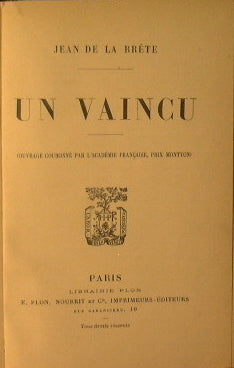 JEAN DE LA BRÈTE
UN VAINCU
OUVRAGE COURONNÉ PAR L'ACADÉMIE FRANÇAISE, PRIX MONTYON
PARIS
LIBRAIRIE PLON
E. PLON, NOURRIT ET Cie, IMPRIMEURS-ÉDITEURS
RUE GARANCIÈRE, 10
Tous droits réservés